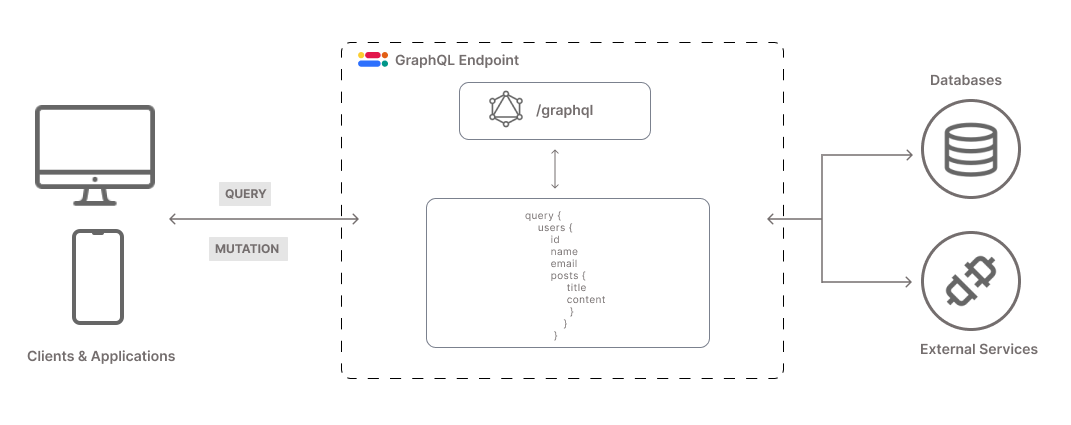 GraphQL Endpoint
/graphql
query {
users {
id
name
email
posts {
title
content
}
}
}
QUERY
MUTATION
Clients & Applications
Databases
External Services